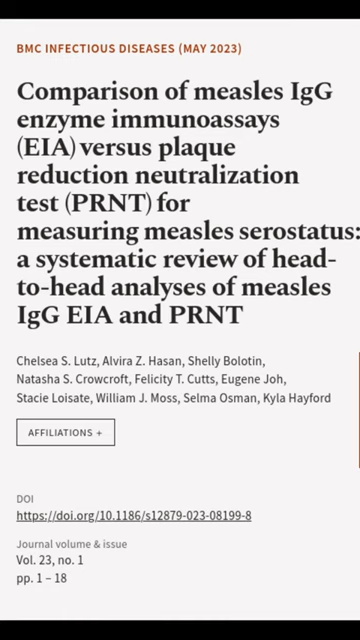 BMC INFECTIOUS DISEASES (MAY 2023)
Comparison of measles IgG
enzyme immunoassays
(EIA) versus plaque
reduction neutralization
test (PRNT) for
measuring measles serostatus:
a systematic review of head-
to-head analyses of measles
IgG EIA and PRNT
Chelsea S. Lutz, Alvira Z. Hasan, Shelly Bolotin,
Natasha S. Crowcroft, Felicity T. Cutts, Eugene Joh,
Stacie Loisate, William J. Moss, Selma Osman, Kyla Hayford
AFFILIATIONS +
DOI
https://doi.org/10.1186/s12879-023-08199-8
Journal volume & issue
Vol. 23, no. 1
pp. 1 – 18